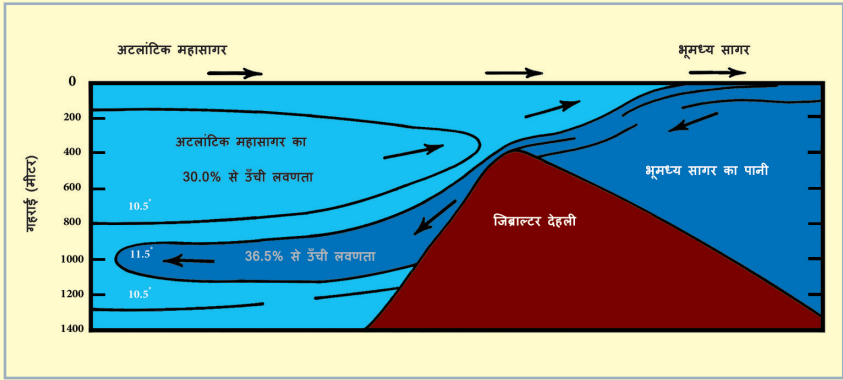 अटलांटिक महासागर
भूमध्य सागर
गहराई (मीटर)
0
200
400
600
800
1000
1200
1400
अटलांटिक महासागर का
30.0% से उँची लवणता
10.5°
11.5°
36.5% से उँची लवणता
10.5°
जिब्राल्टर देहली
भूमध्य सागर का पानी